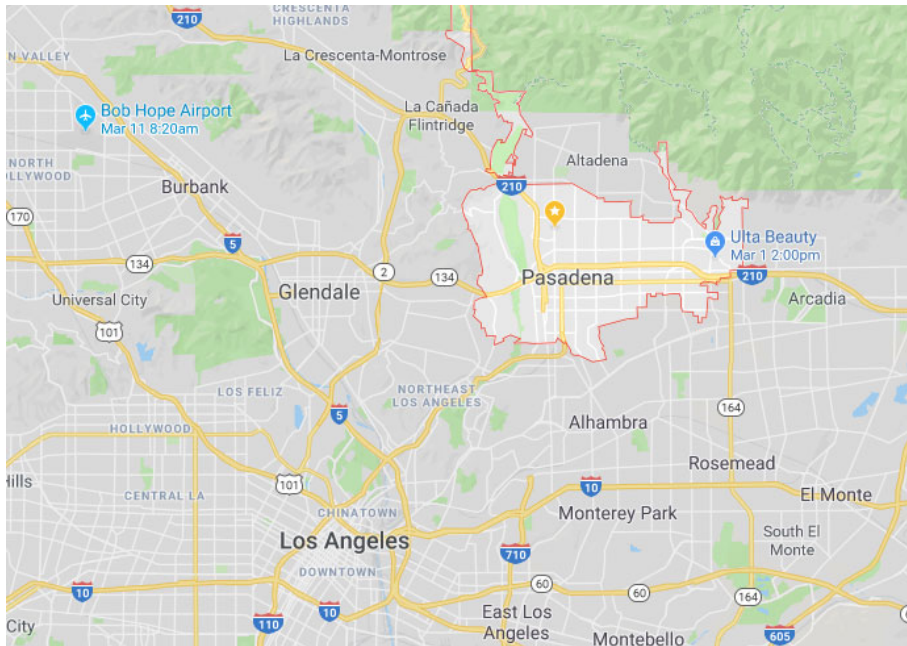 CRESCENTA
HIGHLANDS
210
La Crescenta-Montrose
N VALLEY
Bob Hope Airport
Mar 11 8:20am
La Cañada
Flintridge
Altadena
NORTH
OLLYWOOD
Burbank
210
170
5
134
2
134
Ulta Beauty
Mar 1 2:00pm
Pasadena
210
Glendale
Universal City
Arcadia
101
LOS FELIZ
NORTHEAST
LOS ANGELES
5
164
HOLLYWOOD
Alhambra
Rosemead
ills
101
10
10
El Monte
CENTRAL LA
CHINATOWN
Monterey Park
Los Angeles
South El
Monte
710
DOWNTOWN
60
60
10
164
110
10
East Los
Angeles
City
Montebello
605